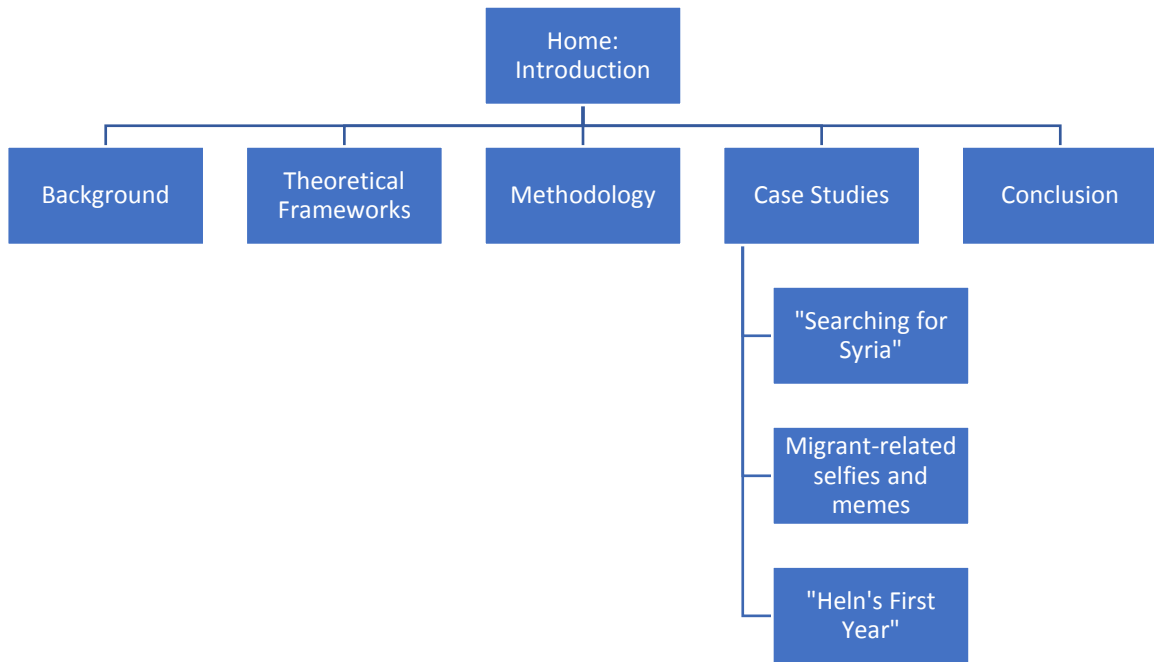 Home:
Introduction
Background
Theoretical
Frameworks
Methodology
Case Studies
Conclusion
"Searching for
Syria"
Migrant-related
selfies and
memes
"Heln's First
Year"